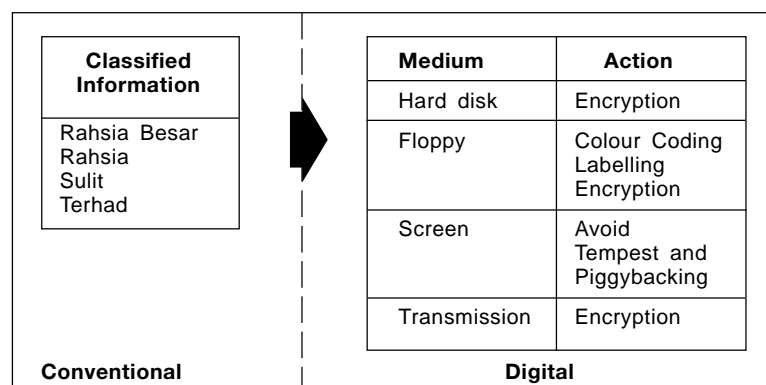 Classified
Information
Rahsia Besar
Rahsia
Sulit
Terhad
Conventional
Medium Action
Hard disk Encryption
Floppy Colour Coding
Labelling
Encryption
Screen Avoid
Tempest and
Piggybacking
Transmission Encryption
Digital